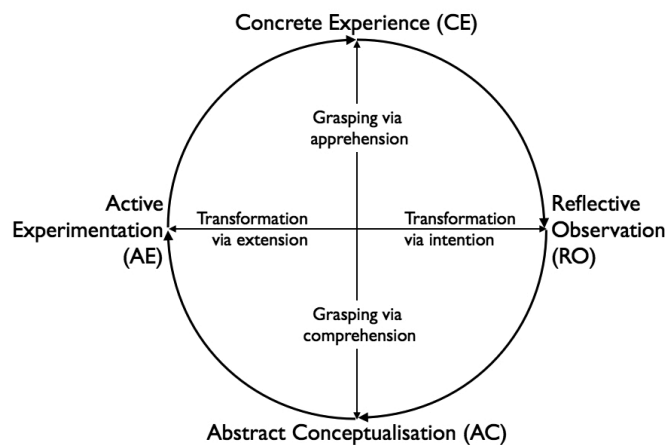 Concrete Experience (CE)
Grasping via
apprehension
Active
Experimentation
(AE)
Transformation
via extension
Transformation
via intention
Reflective
Observation
(RO)
Grasping via
comprehension
Abstract Conceptualisation (AC)